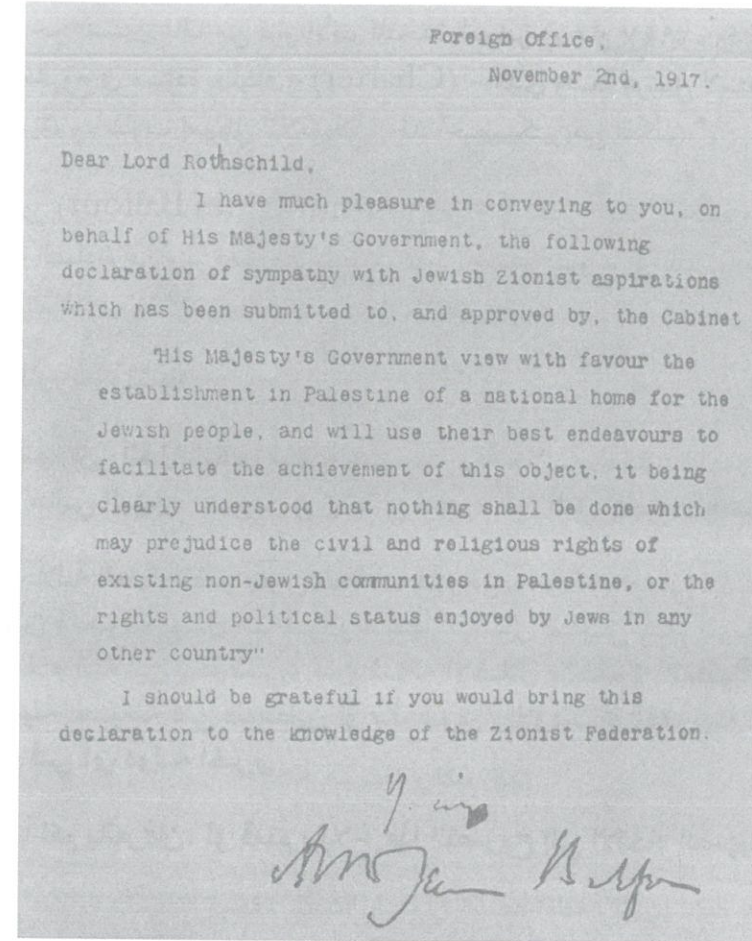 Foreign Office,
November 2nd, 1917.
Dear Lord Rothschild,
I have much pleasure in conveying to you, on
behalf of His Majesty's Government, the following
declaration of sympathy with Jewish Zionist aspirations
which has been submitted to, and approved by, the Cabinet
"His Majesty's Government view with favour the
establishment in Palestine of a national home for the
Jewish people, and will use their best endeavours to
facilitate the achievement of this object, it being
clearly understood that nothing shall be done which
may prejudice the civil and religious rights of
existing non-Jewish communities in Palestine, or the
rights and political status enjoyed by Jews in any
other country"
I should be grateful if you would bring this
declaration to the knowledge of the Zionist Federation.
Arthur James Balfour